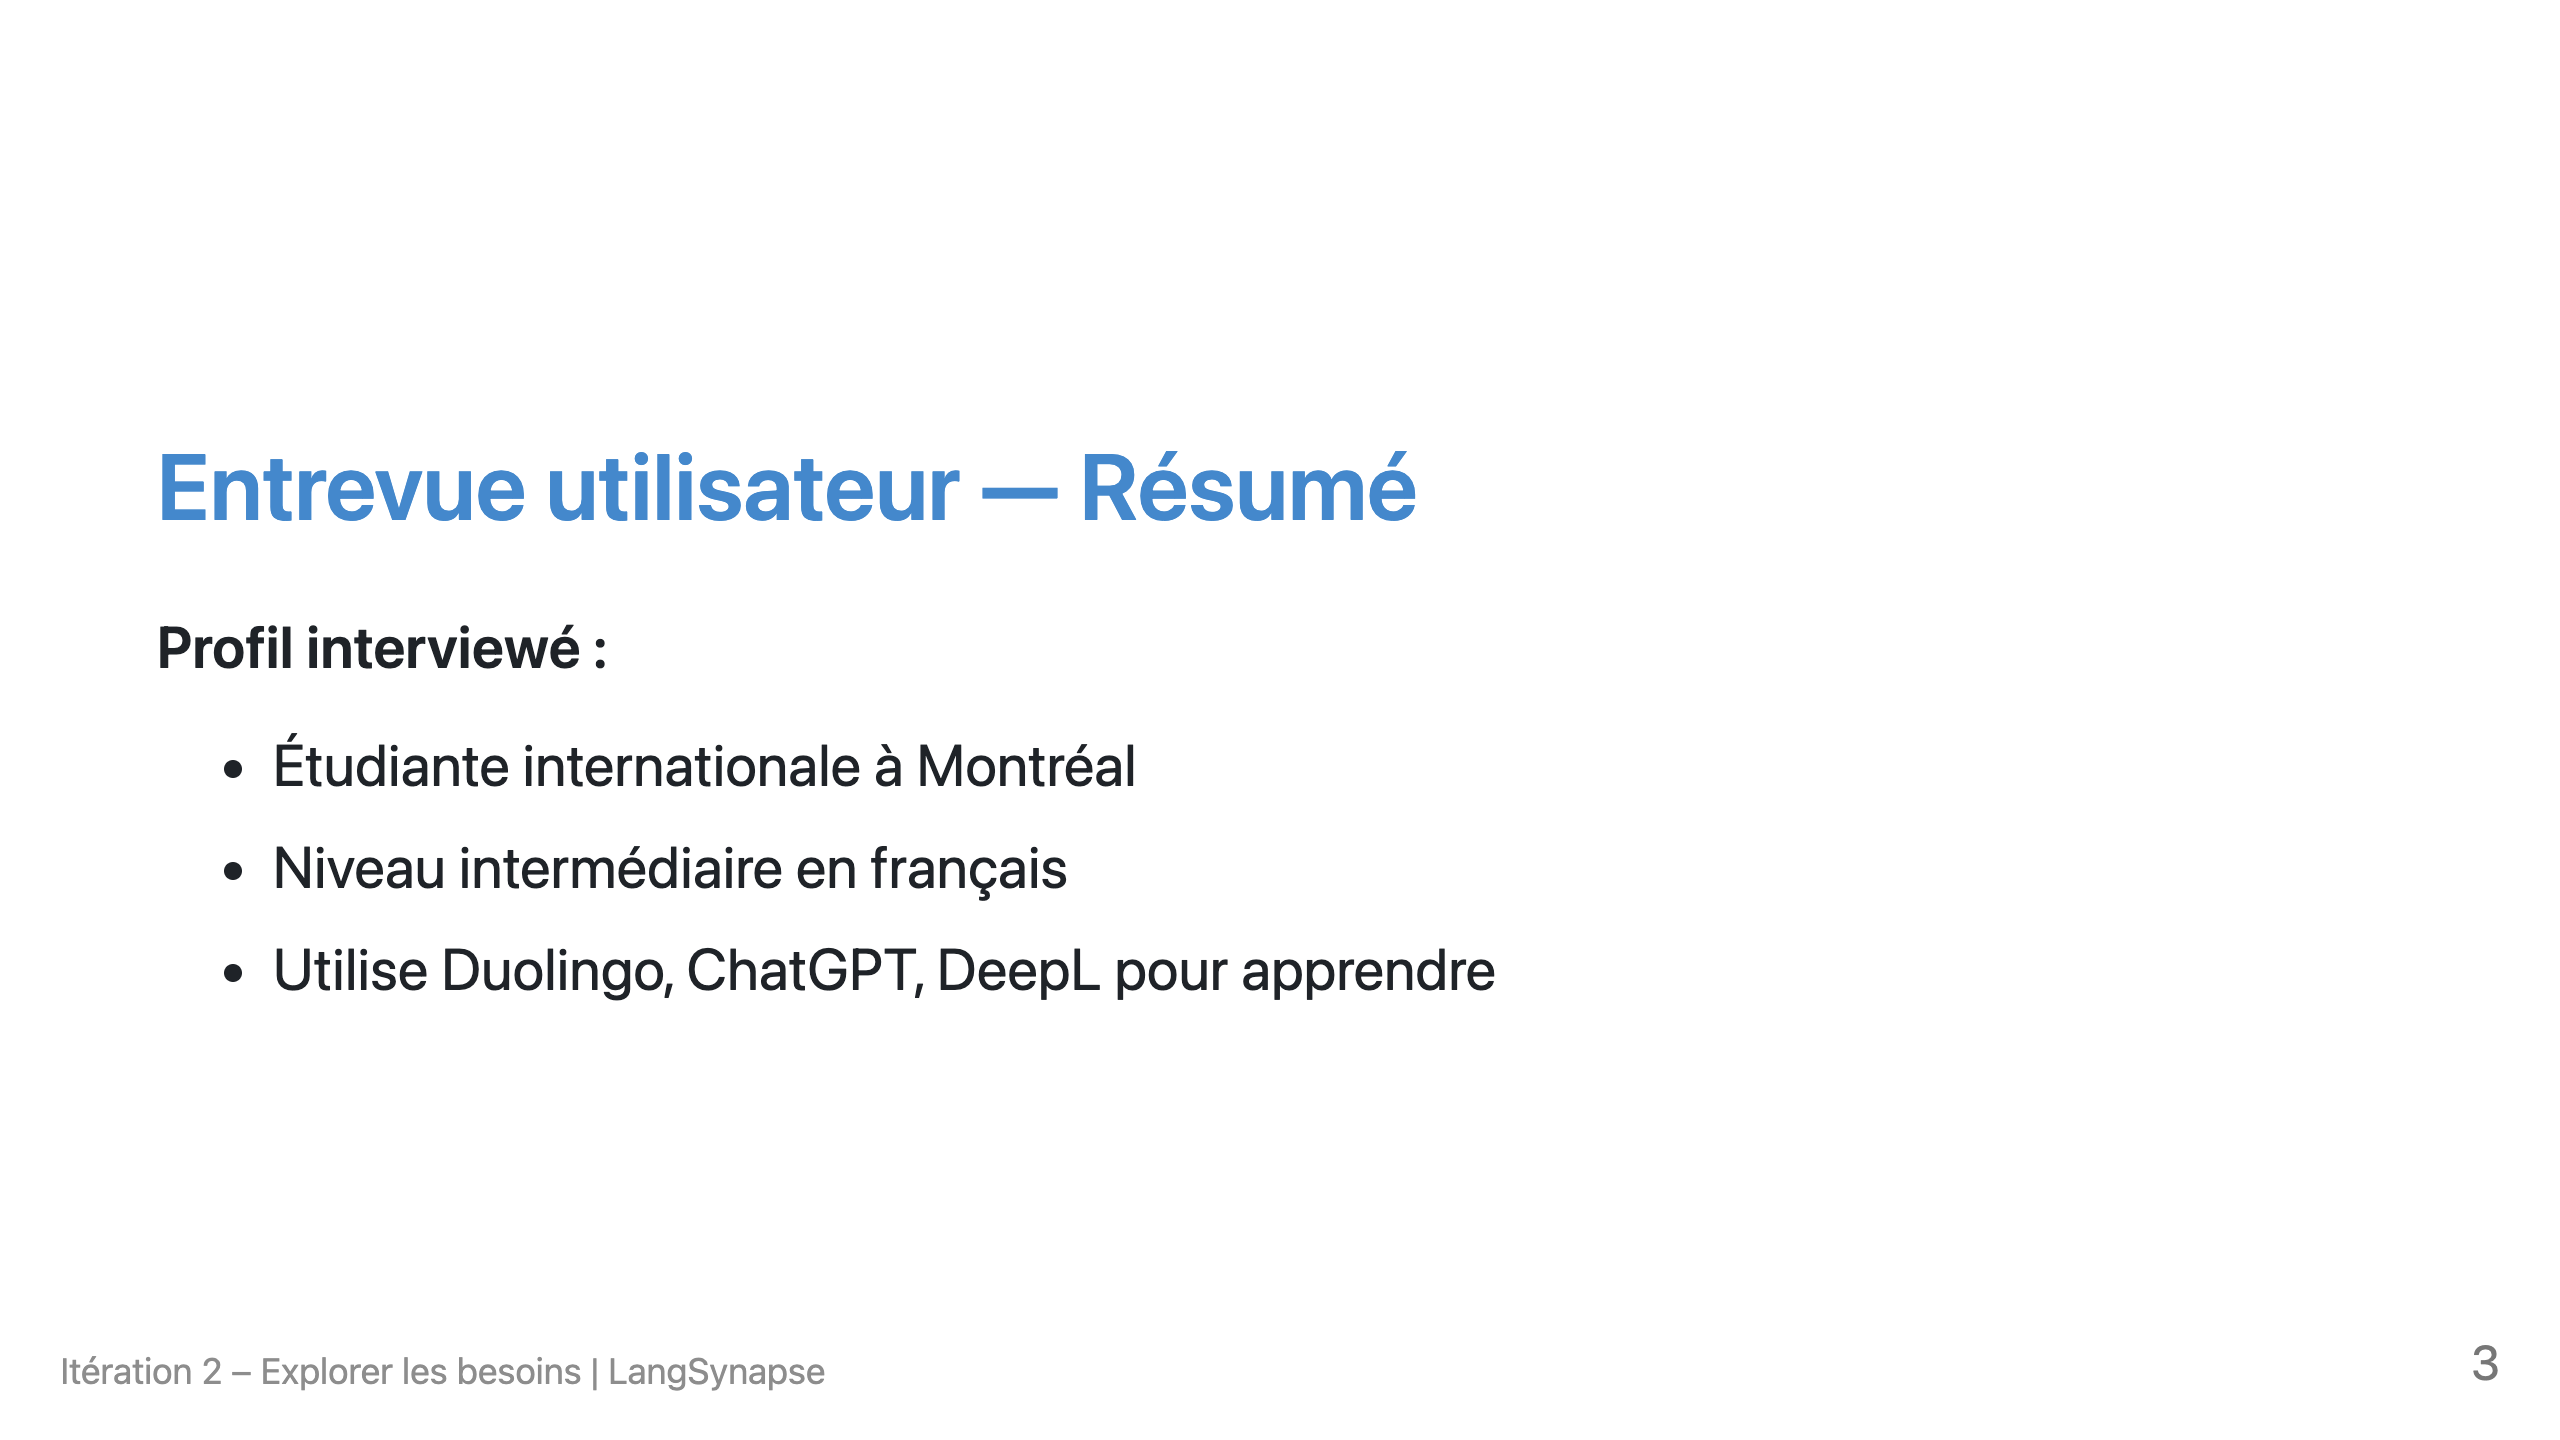 Entrevue utilisateur — Résumé
Profil interviewé :
• Étudiante internationale à Montréal
• Niveau intermédiaire en français
• Utilise Duolingo, ChatGPT, DeepL pour apprendre
Itération 2 – Explorer les besoins | LangSynapse
3